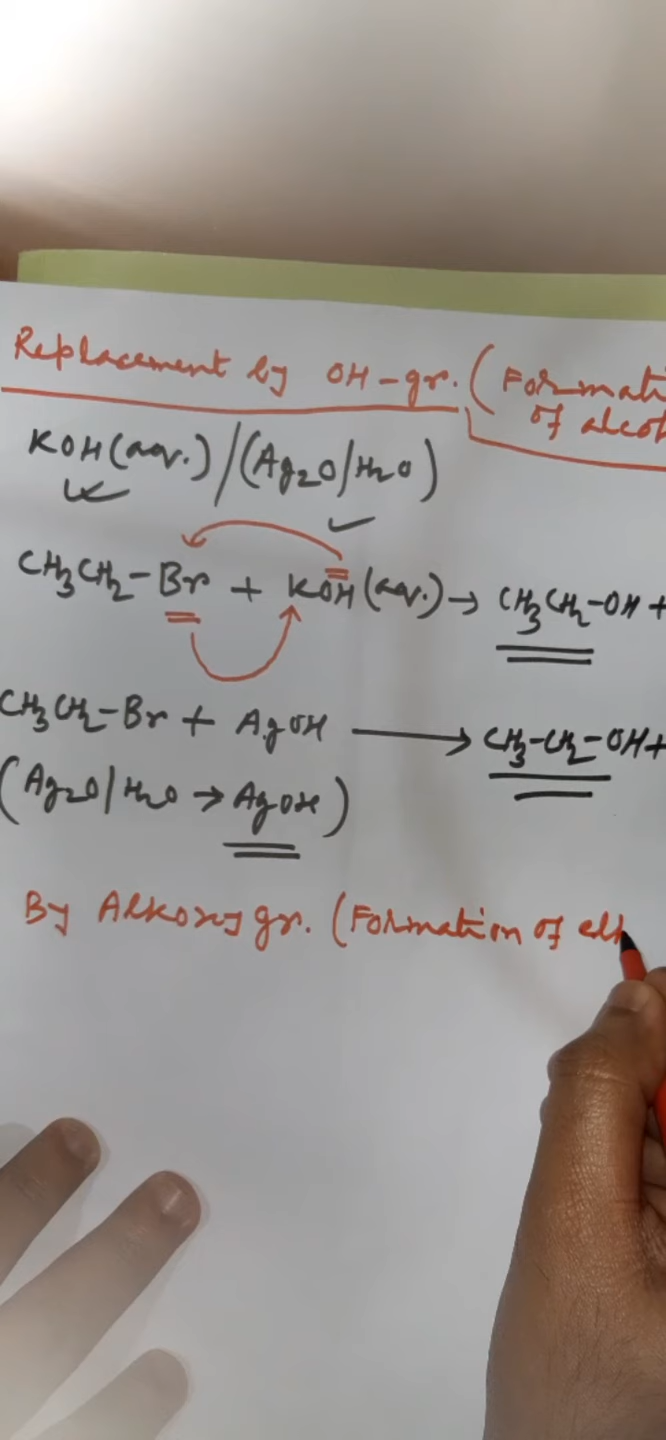 Replacement by OH-gr. (Formati
of alcoh
KOH(aq.)/(Ag₂O/H₂O)
CH₃CH₂-Br + KOH(aq.)→ CH₃CH₂-OH +
CH₃CH₂-Br + AgOH → CH₃-CH₂-OH+
(Ag₂O/H₂O → AgOH)
By Alkoxy gr. (Formation of eth